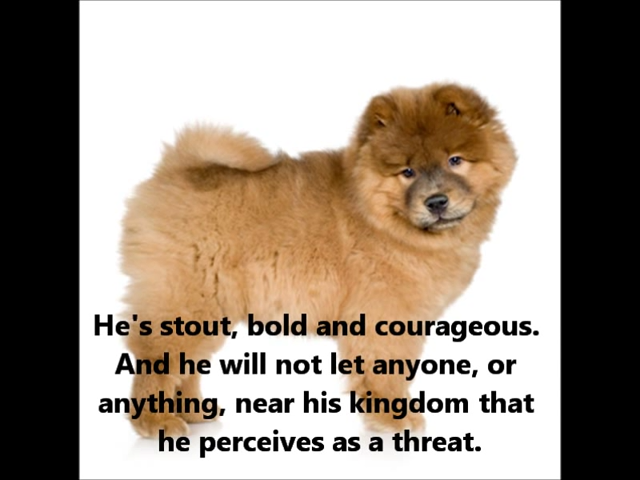 He's stout, bold and courageous.
And he will not let anyone, or
anything, near his kingdom that
he perceives as a threat.